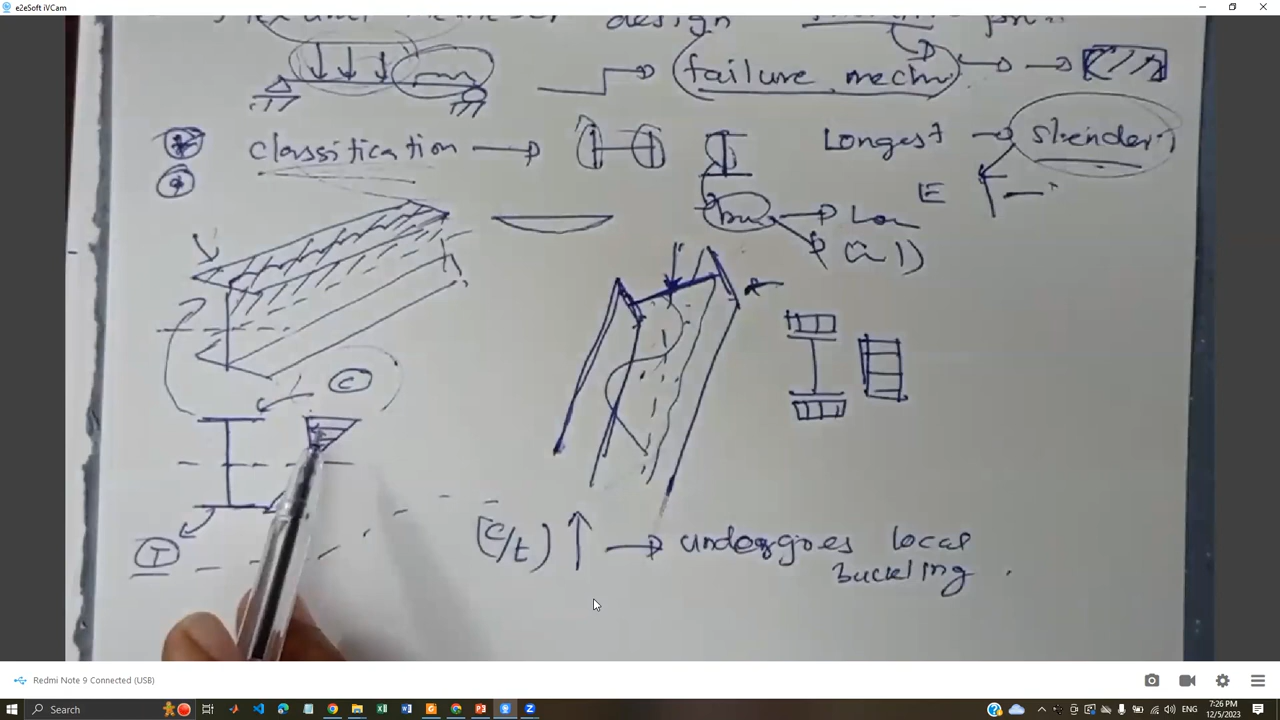 e2eSoft iVCam
design
failure mechn
classification
Longest
Slender
E
C
I
(c/t) ↑ → undergoes local
buckling .
Redmi Note 9 Connected (USB)
Search
ENG
7:26 PM
12/5/2023